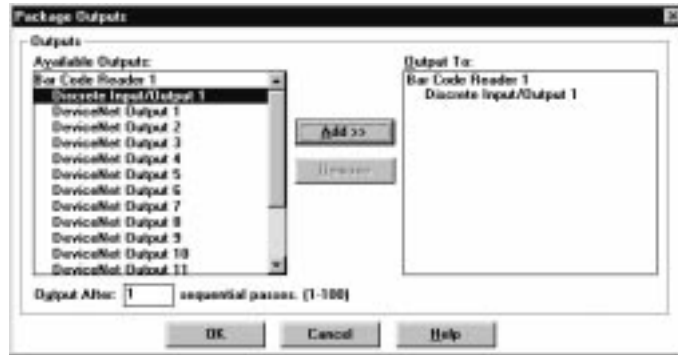 Package Outputs
Outputs
Available Outputs:
Bar Code Reader 1
Discrete Input/Output 1
DeviceNet Output 1
DeviceNet Output 2
DeviceNet Output 3
DeviceNet Output 4
DeviceNet Output 5
DeviceNet Output 6
DeviceNet Output 7
DeviceNet Output 8
DeviceNet Output 9
DeviceNet Output 10
DeviceNet Output 11
Add >>
Remove
Output To:
Bar Code Reader 1
Discrete Input/Output 1
Output After: 1 sequential passes. (1-100)
OK Cancel Help